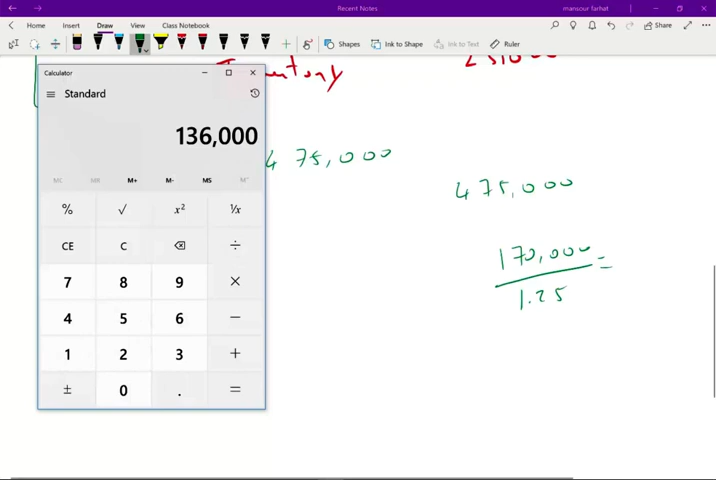 Recent Notes
mansour farhat
Home Insert Draw View Class Notebook
Share
Shapes Ink to Shape Ink to Text Ruler
Calculator
Standard
136,000
MC MR M+ M- MS M˅
% √ x² ¹/x
CE C ⌫ ÷
7 8 9 ×
4 5 6 −
1 2 3 +
± 0 . =
475,000
475,000
170,000
=
1.25